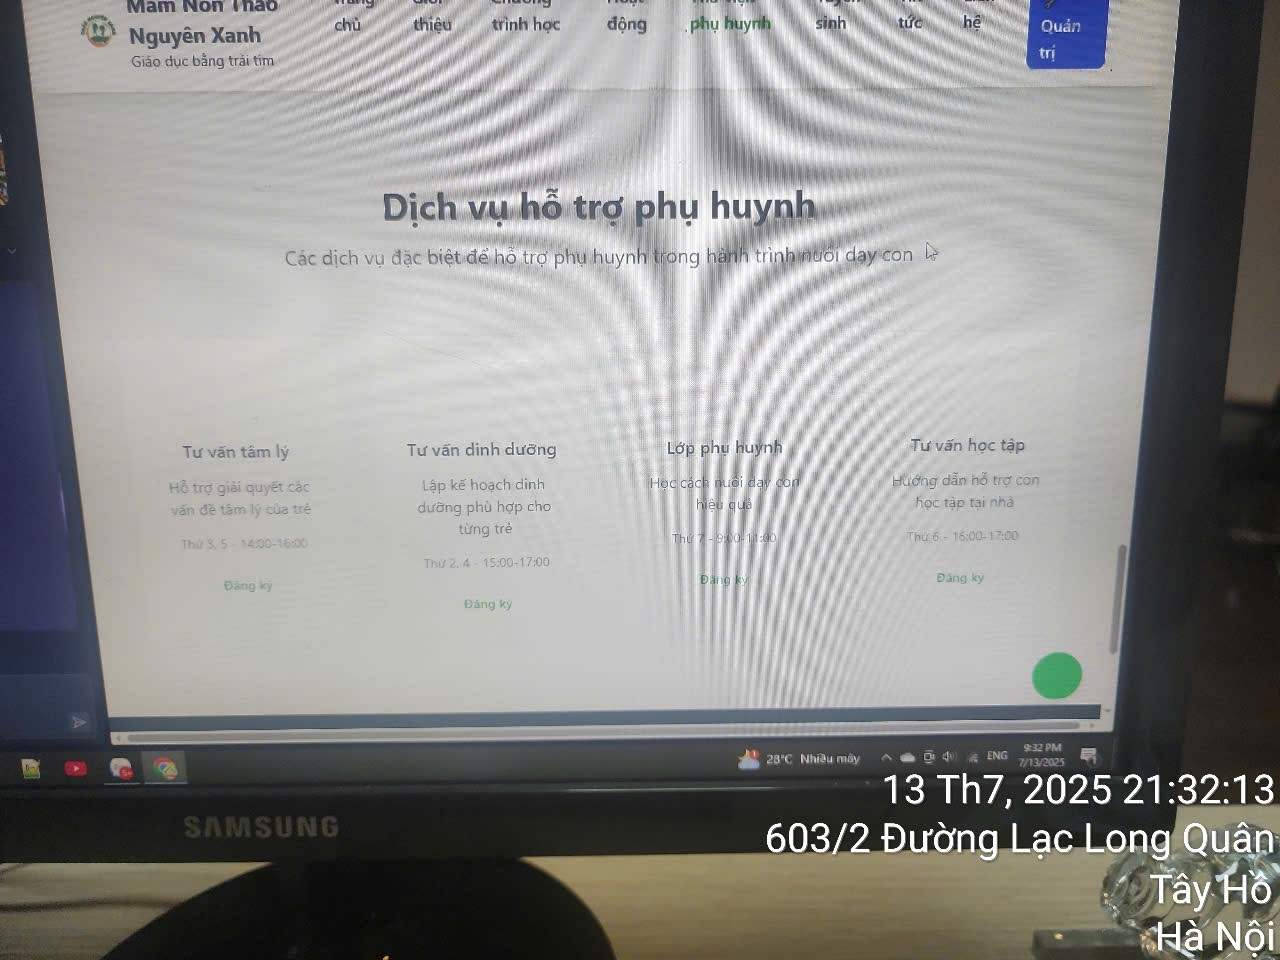 Mầm Non Thảo
Nguyên Xanh
Giáo dục bằng trái tim
chủ
thiệu
trình học
động
phụ huynh
sinh
tức
hệ
Quản
trị
Dịch vụ hỗ trợ phụ huynh
Các dịch vụ đặc biệt để hỗ trợ phụ huynh trong hành trình nuôi dạy con
Tư vấn tâm lý
Hỗ trợ giải quyết các
vấn đề tâm lý của trẻ
Thứ 3, 5 - 14:00-16:00
Đăng ký
Tư vấn dinh dưỡng
Lập kế hoạch dinh
dưỡng phù hợp cho
từng trẻ
Thứ 2, 4 - 15:00-17:00
Đăng ký
Lớp phụ huynh
Học cách nuôi dạy con
hiệu quả
Thứ 7 - 9:00-11:00
Đăng ký
Tư vấn học tập
Hướng dẫn hỗ trợ con
học tập tại nhà
Thứ 6 - 16:00-17:00
Đăng ký
28°C Nhiều mây
ENG
9:32 PM
7/13/2025
SAMSUNG
13 Th7, 2025 21:32:13
603/2 Đường Lạc Long Quân
Tây Hồ
Hà Nội